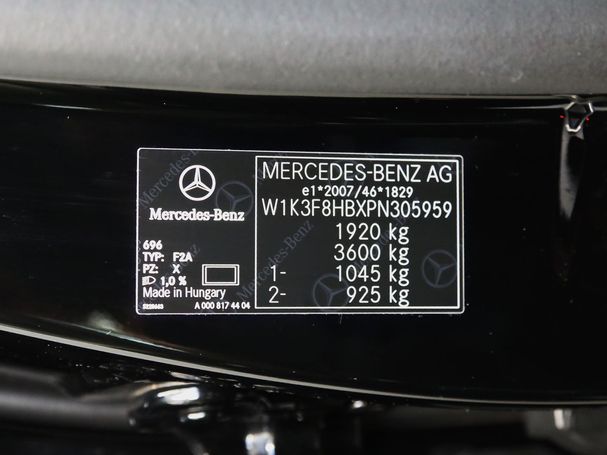 Mercedes-Benz
696
TYP: F2A
PZ: X
1,0 %
Made in Hungary
A 000 817 44 04
MERCEDES-BENZ AG
e1*2007/46*1829
W1K3F8HBXPN305959
1920 kg
3600 kg
1- 1045 kg
2- 925 kg